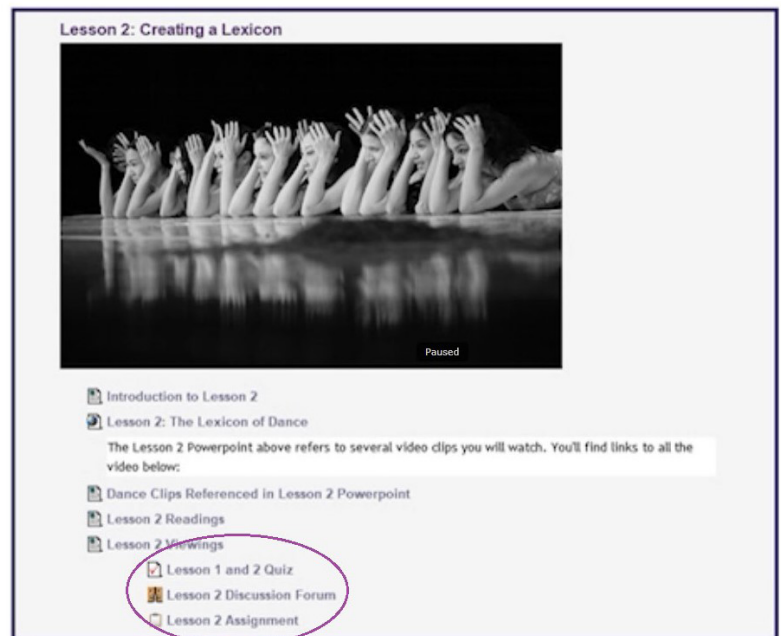 Lesson 2: Creating a Lexicon
Paused
Introduction to Lesson 2
Lesson 2: The Lexicon of Dance
The Lesson 2 Powerpoint above refers to several video clips you will watch. You'll find links to all the
video below:
Dance Clips Referenced in Lesson 2 Powerpoint
Lesson 2 Readings
Lesson 2 Viewings
Lesson 1 and 2 Quiz
Lesson 2 Discussion Forum
Lesson 2 Assignment